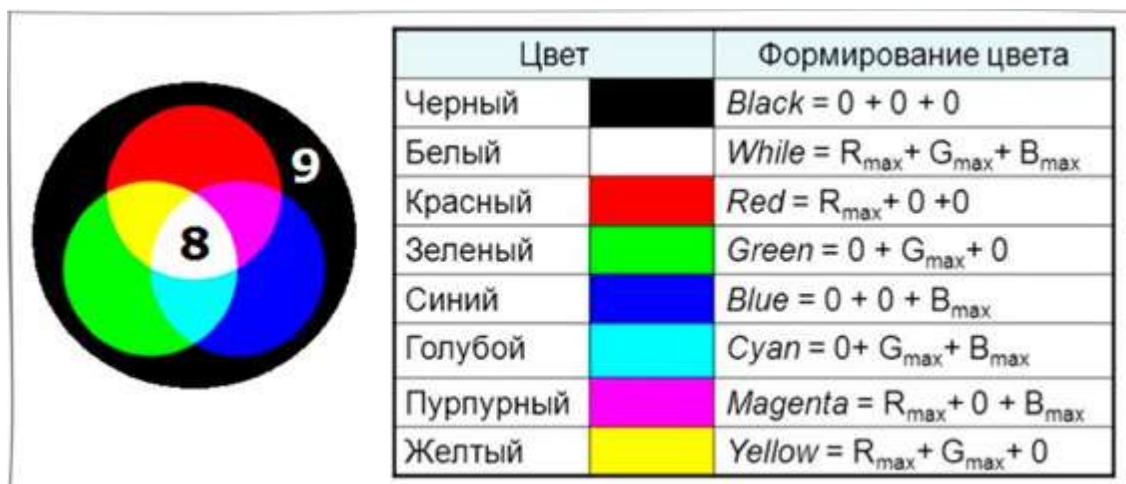 9
8
Цвет Формирование цвета
Черный Black = 0 + 0 + 0
Белый While = Rmax+ Gmax+ Bmax
Красный Red = Rmax+ 0 +0
Зеленый Green = 0 + Gmax+ 0
Синий Blue = 0 + 0 + Bmax
Голубой Cyan = 0+ Gmax+ Bmax
Пурпурный Magenta = Rmax+ 0 + Bmax
Желтый Yellow = Rmax+ Gmax+ 0